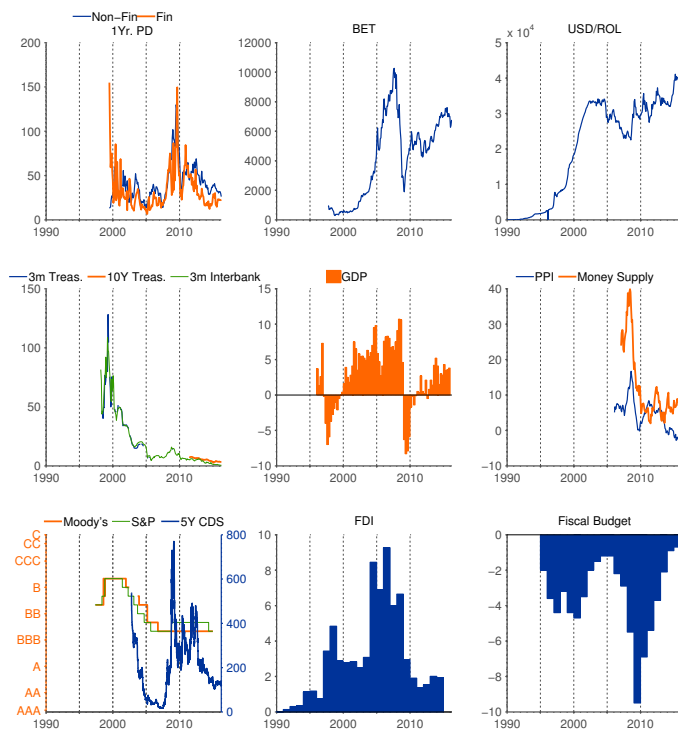 Non-Fin Fin
1Yr. PD
200
150
100
50
0
1990 2000 2010
BET
12000
10000
8000
6000
4000
2000
0
1990 2000 2010
USD/ROL
x 10^4
5
4
3
2
1
0
1990 2000 2010
3m Treas. 10Y Treas. 3m Interbank
150
100
50
0
1990 2000 2010
GDP
15
10
5
0
−5
−10
1990 2000 2010
PPI Money Supply
40
30
20
10
0
−10
1990 2000 2010
Moody's S&P 5Y CDS
C
CC
CCC
B
BB
BBB
A
AA
AAA
800
600
400
200
0
1990 2000 2010
FDI
10
8
6
4
2
0
1990 2000 2010
Fiscal Budget
0
−2
−4
−6
−8
−10
1990 2000 2010